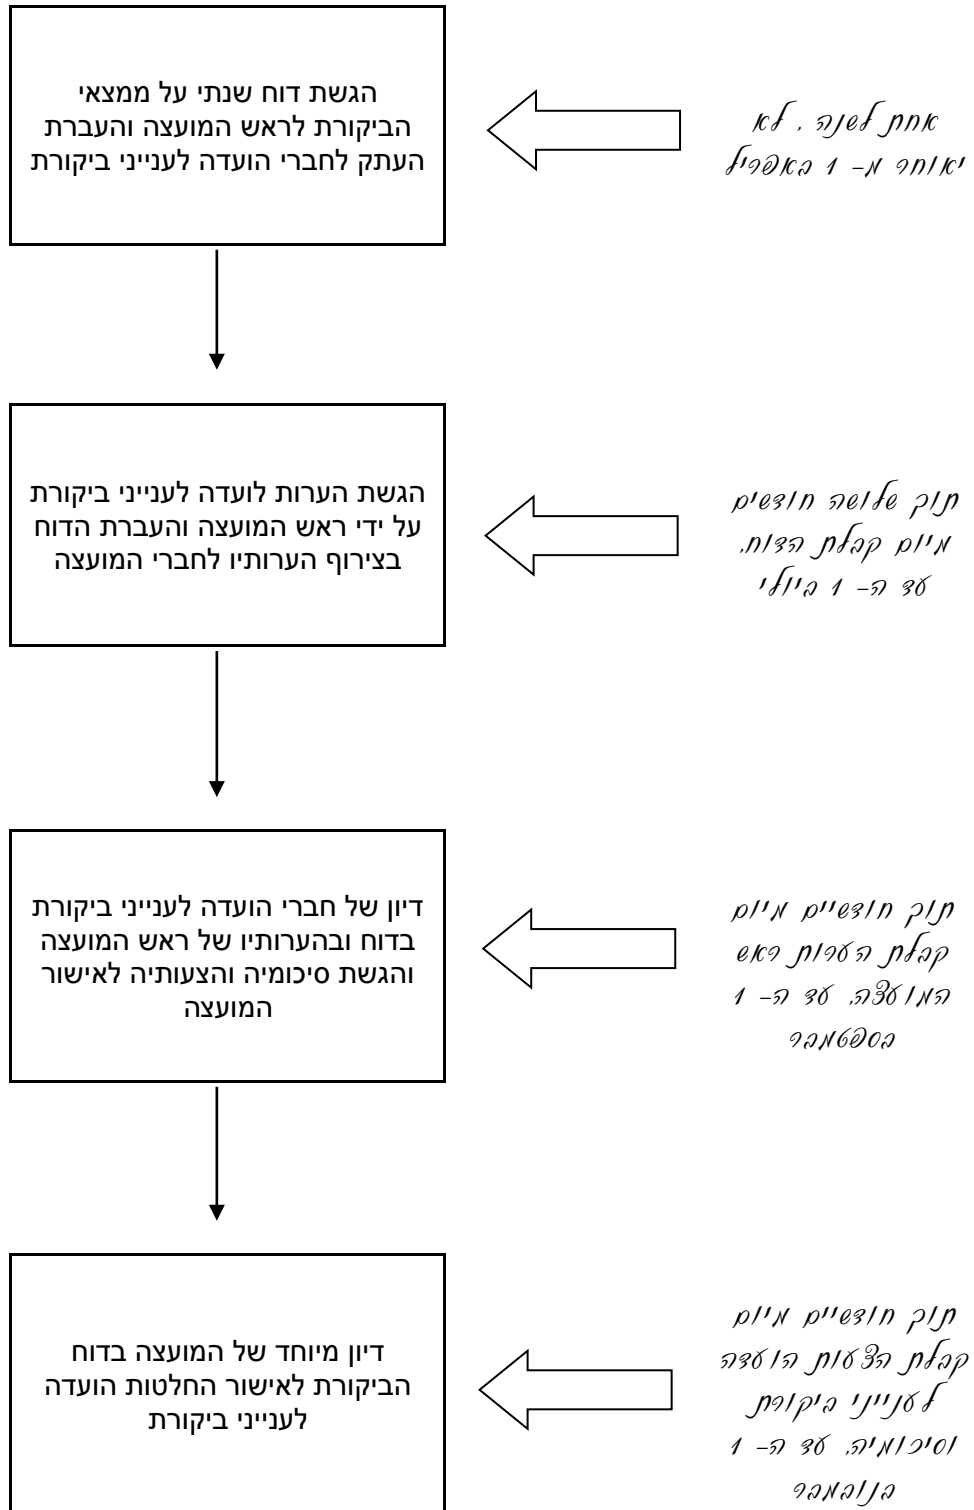 הגשת דוח שנתי על ממצאי
הביקורת לראש המועצה והעברת
העתק לחברי הועדה לענייני ביקורת
אחת לשנה, לא
יאוחר מ- 1 באפריל
הגשת הערות לועדה לענייני ביקורת
על ידי ראש המועצה והעברת הדוח
בצירוף הערותיו לחברי המועצה
תוך שלושה חודשים
מיום קבלת הדוח,
עד ה- 1 ביולי
דיון של חברי הועדה לענייני ביקורת
בדוח ובהערותיו של ראש המועצה
והגשת סיכומיה והצעותיה לאישור
המועצה
תוך חודשיים מיום
קבלת הערות ראש
המועצה, עד ה- 1
בספטמבר
דיון מיוחד של המועצה בדוח
הביקורת לאישור החלטות הועדה
לענייני ביקורת
תוך חודשיים מיום
קבלת הצעות הועדה
לענייני ביקורת
וסיכומיה, עד ה- 1
בנובמבר